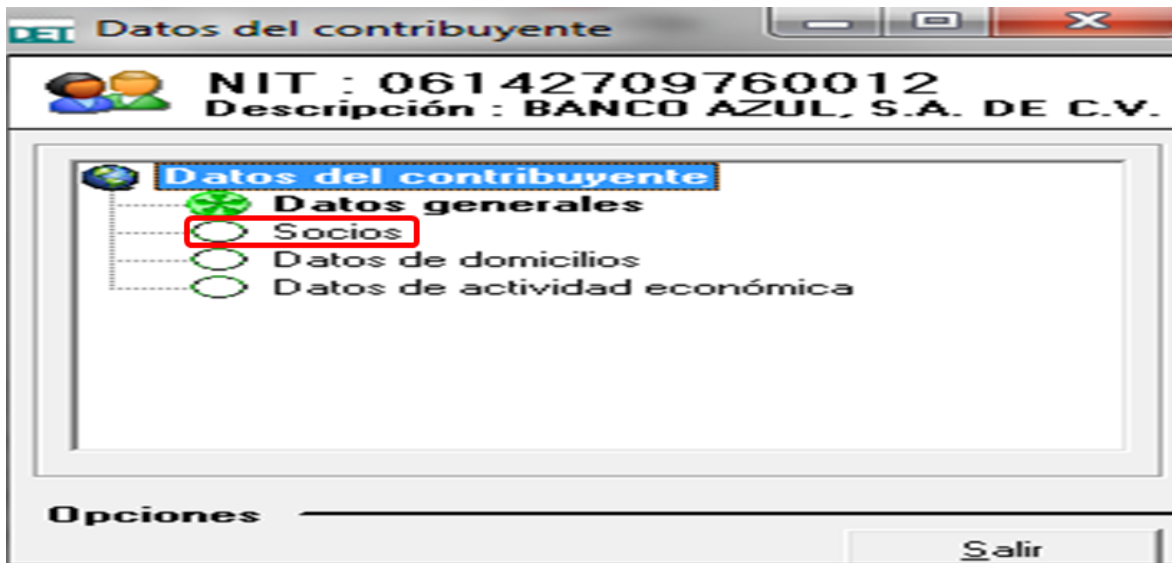 DET Datos del contribuyente
NIT : 06142709760012
Descripción : BANCO AZUL, S.A. DE C.V.
Datos del contribuyente
Datos generales
Socios
Datos de domicilios
Datos de actividad económica
Opciones
Salir